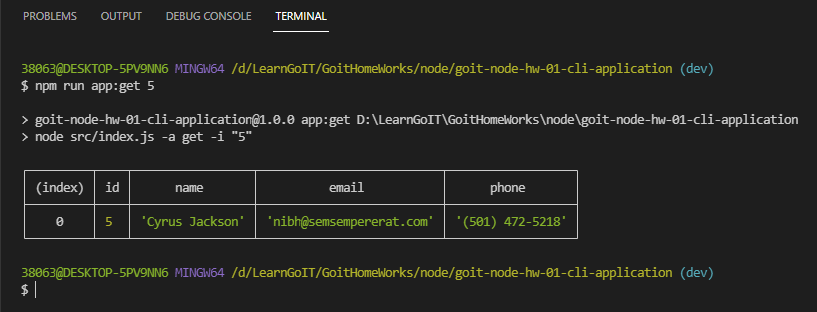 PROBLEMS OUTPUT DEBUG CONSOLE TERMINAL
38063@DESKTOP-5PV9NN6 MINGW64 /d/LearnGoIT/GoitHomeWorks/node/goit-node-hw-01-cli-application (dev)
$ npm run app:get 5
> goit-node-hw-01-cli-application@1.0.0 app:get D:\LearnGoIT\GoitHomeWorks\node\goit-node-hw-01-cli-application
> node src/index.js -a get -i "5"
(index) id name email phone
0 5 'Cyrus Jackson' 'nibh@semsempererat.com' '(501) 472-5218'
38063@DESKTOP-5PV9NN6 MINGW64 /d/LearnGoIT/GoitHomeWorks/node/goit-node-hw-01-cli-application (dev)
$